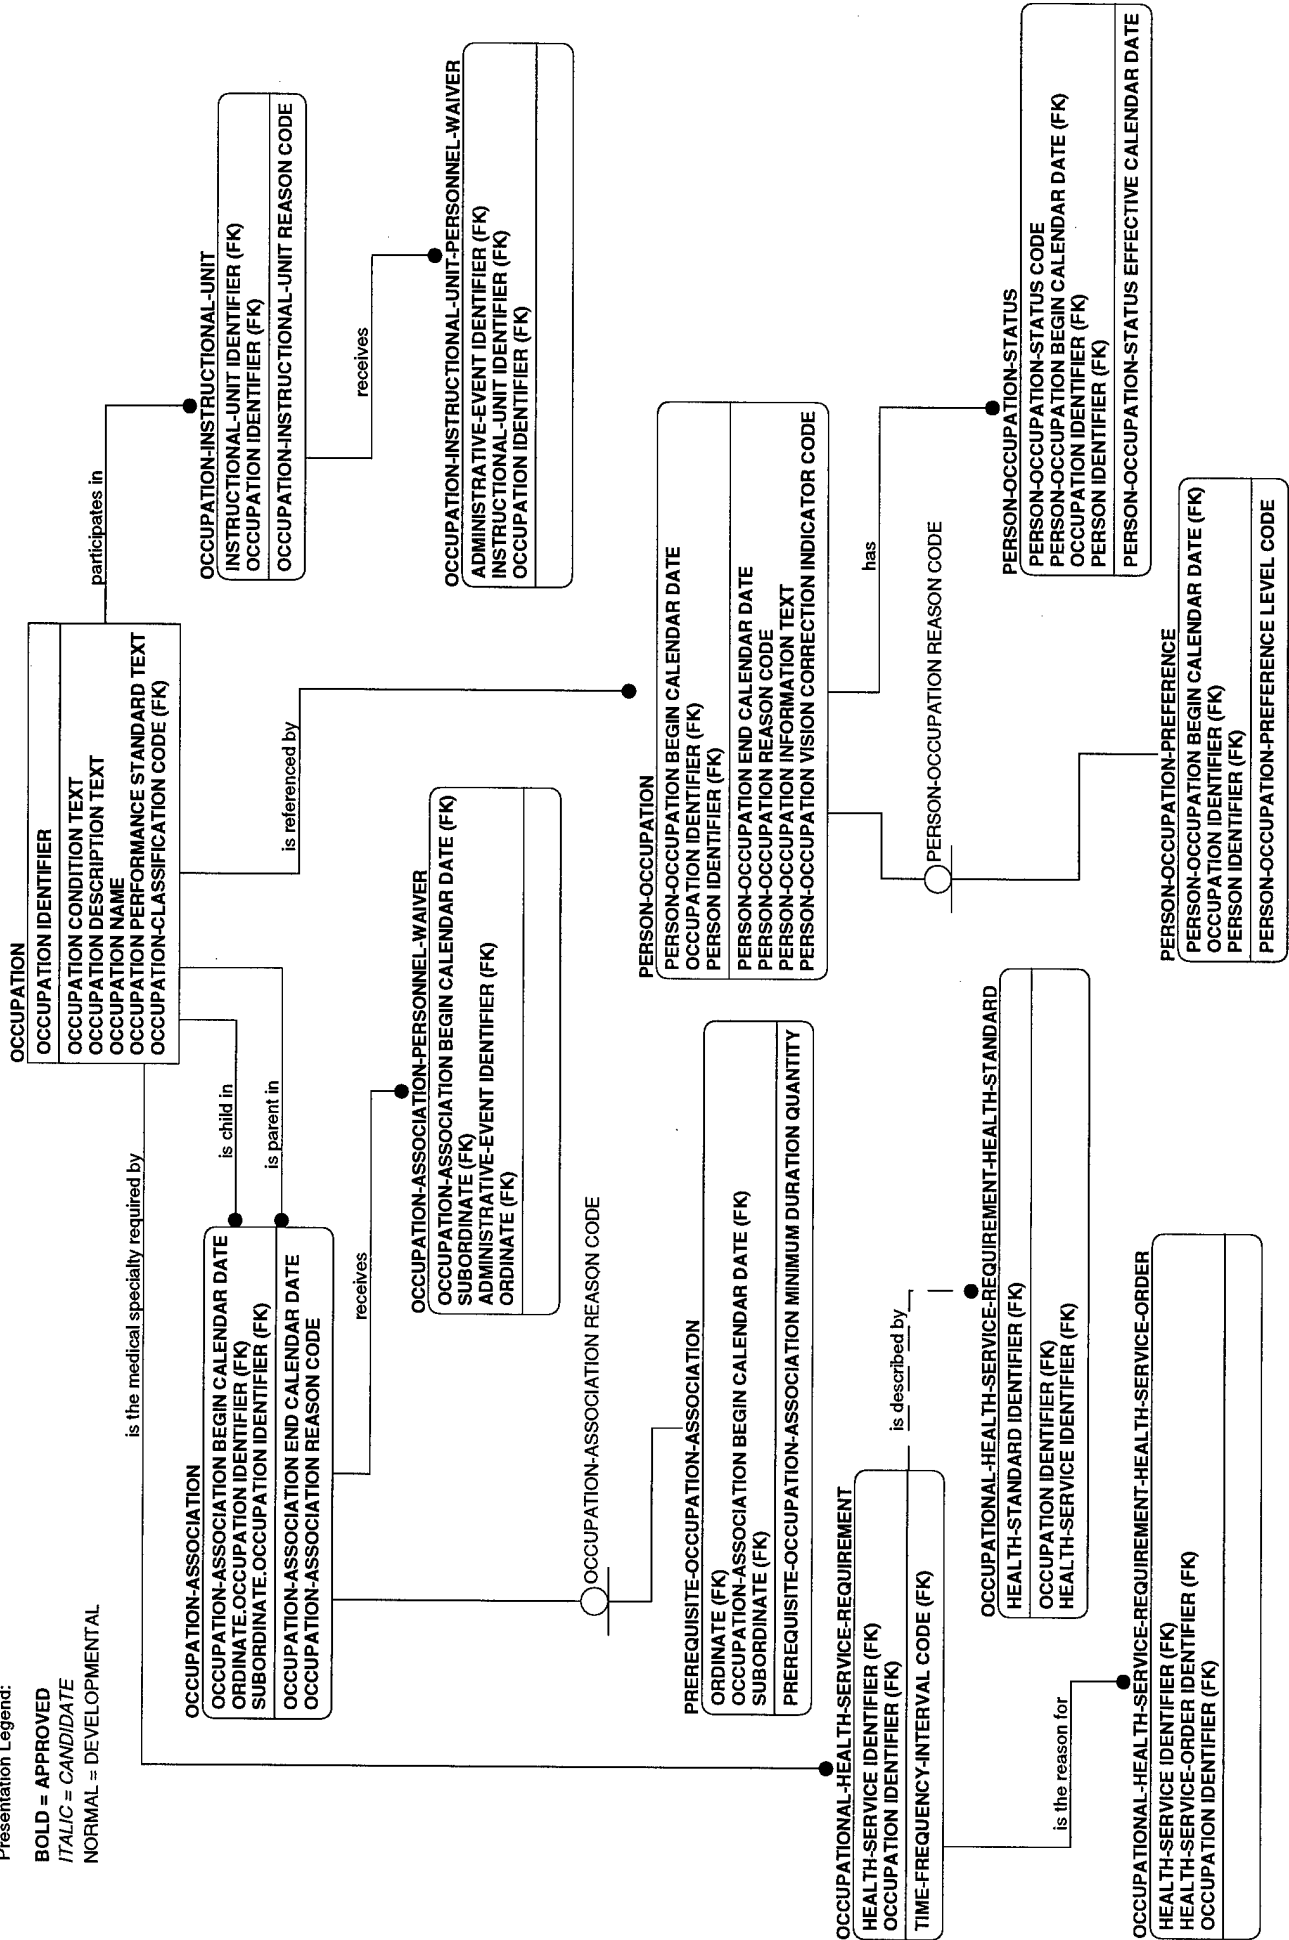 Presentation Legend:
BOLD = APPROVED
ITALIC = CANDIDATE
NORMAL = DEVELOPMENTAL
OCCUPATION
OCCUPATION IDENTIFIER
OCCUPATION CONDITION TEXT
OCCUPATION DESCRIPTION TEXT
OCCUPATION NAME
OCCUPATION PERFORMANCE STANDARD TEXT
OCCUPATION-CLASSIFICATION CODE (FK)
is the medical specialty required by
is child in
is parent in
is referenced by
participates in
OCCUPATION-ASSOCIATION
OCCUPATION-ASSOCIATION BEGIN CALENDAR DATE
ORDINATE.OCCUPATION IDENTIFIER (FK)
SUBORDINATE.OCCUPATION IDENTIFIER (FK)
OCCUPATION-ASSOCIATION END CALENDAR DATE
OCCUPATION-ASSOCIATION REASON CODE
receives
OCCUPATION-INSTRUCTIONAL-UNIT
INSTRUCTIONAL-UNIT IDENTIFIER (FK)
OCCUPATION IDENTIFIER (FK)
OCCUPATION-INSTRUCTIONAL-UNIT REASON CODE
receives
OCCUPATION-ASSOCIATION-PERSONNEL-WAIVER
OCCUPATION-ASSOCIATION BEGIN CALENDAR DATE (FK)
SUBORDINATE (FK)
ADMINISTRATIVE-EVENT IDENTIFIER (FK)
ORDINATE (FK)
OCCUPATION-INSTRUCTIONAL-UNIT-PERSONNEL-WAIVER
ADMINISTRATIVE-EVENT IDENTIFIER (FK)
INSTRUCTIONAL-UNIT IDENTIFIER (FK)
OCCUPATION IDENTIFIER (FK)
OCCUPATION-ASSOCIATION REASON CODE
PREREQUISITE-OCCUPATION-ASSOCIATION
ORDINATE (FK)
OCCUPATION-ASSOCIATION BEGIN CALENDAR DATE (FK)
SUBORDINATE (FK)
PREREQUISITE-OCCUPATION-ASSOCIATION MINIMUM DURATION QUANTITY
PERSON-OCCUPATION
PERSON-OCCUPATION BEGIN CALENDAR DATE
OCCUPATION IDENTIFIER (FK)
PERSON IDENTIFIER (FK)
PERSON-OCCUPATION END CALENDAR DATE
PERSON-OCCUPATION REASON CODE
PERSON-OCCUPATION INFORMATION TEXT
PERSON-OCCUPATION VISION CORRECTION INDICATOR CODE
has
PERSON-OCCUPATION REASON CODE
OCCUPATIONAL-HEALTH-SERVICE-REQUIREMENT
HEALTH-SERVICE IDENTIFIER (FK)
OCCUPATION IDENTIFIER (FK)
TIME-FREQUENCY-INTERVAL CODE (FK)
is described by
is the reason for
OCCUPATIONAL-HEALTH-SERVICE-REQUIREMENT-HEALTH-STANDARD
HEALTH-STANDARD IDENTIFIER (FK)
OCCUPATION IDENTIFIER (FK)
HEALTH-SERVICE IDENTIFIER (FK)
PERSON-OCCUPATION-STATUS
PERSON-OCCUPATION-STATUS CODE
PERSON-OCCUPATION BEGIN CALENDAR DATE (FK)
OCCUPATION IDENTIFIER (FK)
PERSON IDENTIFIER (FK)
PERSON-OCCUPATION-STATUS EFFECTIVE CALENDAR DATE
OCCUPATIONAL-HEALTH-SERVICE-REQUIREMENT-HEALTH-SERVICE-ORDER
HEALTH-SERVICE IDENTIFIER (FK)
HEALTH-SERVICE-ORDER IDENTIFIER (FK)
OCCUPATION IDENTIFIER (FK)
PERSON-OCCUPATION-PREFERENCE
PERSON-OCCUPATION BEGIN CALENDAR DATE (FK)
OCCUPATION IDENTIFIER (FK)
PERSON IDENTIFIER (FK)
PERSON-OCCUPATION-PREFERENCE LEVEL CODE